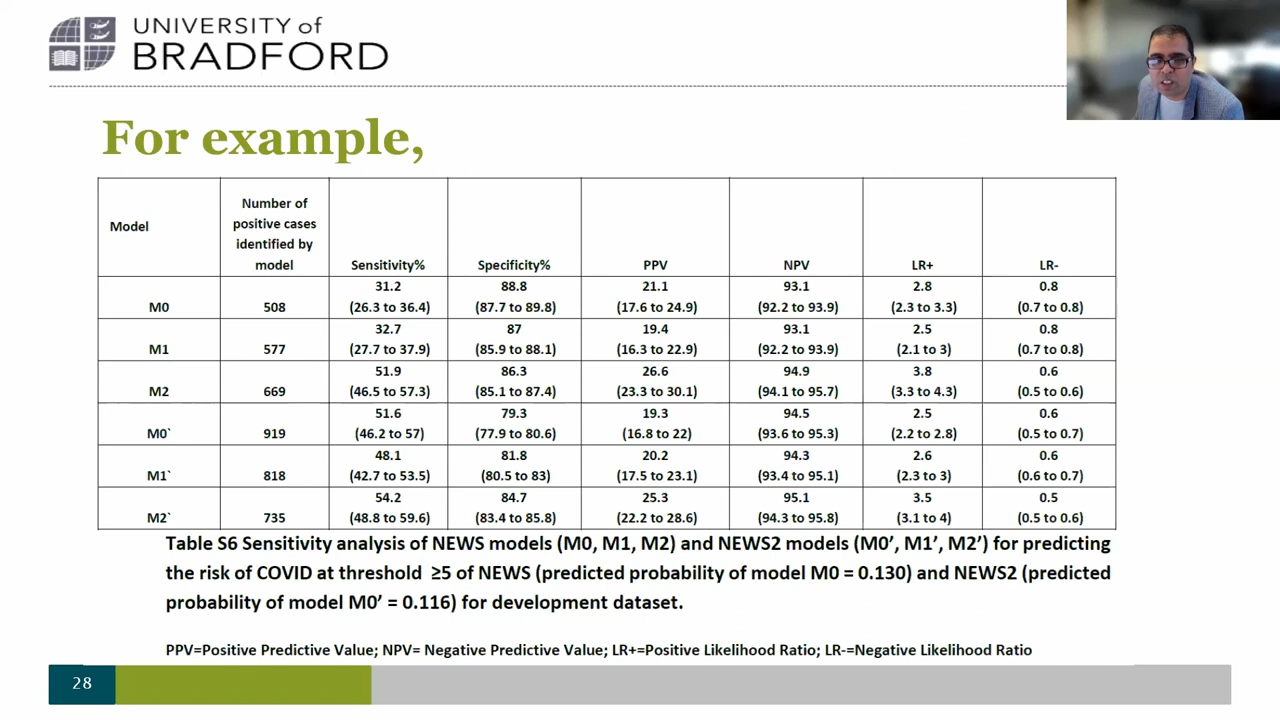 UNIVERSITY of
BRADFORD
For example,
Model
Number of
positive cases
identified by
model
Sensitivity%
Specificity%
PPV
NPV
LR+
LR-
M0
508
31.2
(26.3 to 36.4)
88.8
(87.7 to 89.8)
21.1
(17.6 to 24.9)
93.1
(92.2 to 93.9)
2.8
(2.3 to 3.3)
0.8
(0.7 to 0.8)
M1
577
32.7
(27.7 to 37.9)
87
(85.9 to 88.1)
19.4
(16.3 to 22.9)
93.1
(92.2 to 93.9)
2.5
(2.1 to 3)
0.8
(0.7 to 0.8)
M2
669
51.9
(46.5 to 57.3)
86.3
(85.1 to 87.4)
26.6
(23.3 to 30.1)
94.9
(94.1 to 95.7)
3.8
(3.3 to 4.3)
0.6
(0.5 to 0.6)
M0`
919
51.6
(46.2 to 57)
79.3
(77.9 to 80.6)
19.3
(16.8 to 22)
94.5
(93.6 to 95.3)
2.5
(2.2 to 2.8)
0.6
(0.5 to 0.7)
M1`
818
48.1
(42.7 to 53.5)
81.8
(80.5 to 83)
20.2
(17.5 to 23.1)
94.3
(93.4 to 95.1)
2.6
(2.3 to 3)
0.6
(0.6 to 0.7)
M2`
735
54.2
(48.8 to 59.6)
84.7
(83.4 to 85.8)
25.3
(22.2 to 28.6)
95.1
(94.3 to 95.8)
3.5
(3.1 to 4)
0.5
(0.5 to 0.6)
Table S6 Sensitivity analysis of NEWS models (M0, M1, M2) and NEWS2 models (M0’, M1’, M2’) for predicting
the risk of COVID at threshold ≥5 of NEWS (predicted probability of model M0 = 0.130) and NEWS2 (predicted
probability of model M0’ = 0.116) for development dataset.
PPV=Positive Predictive Value; NPV= Negative Predictive Value; LR+=Positive Likelihood Ratio; LR-=Negative Likelihood Ratio
28